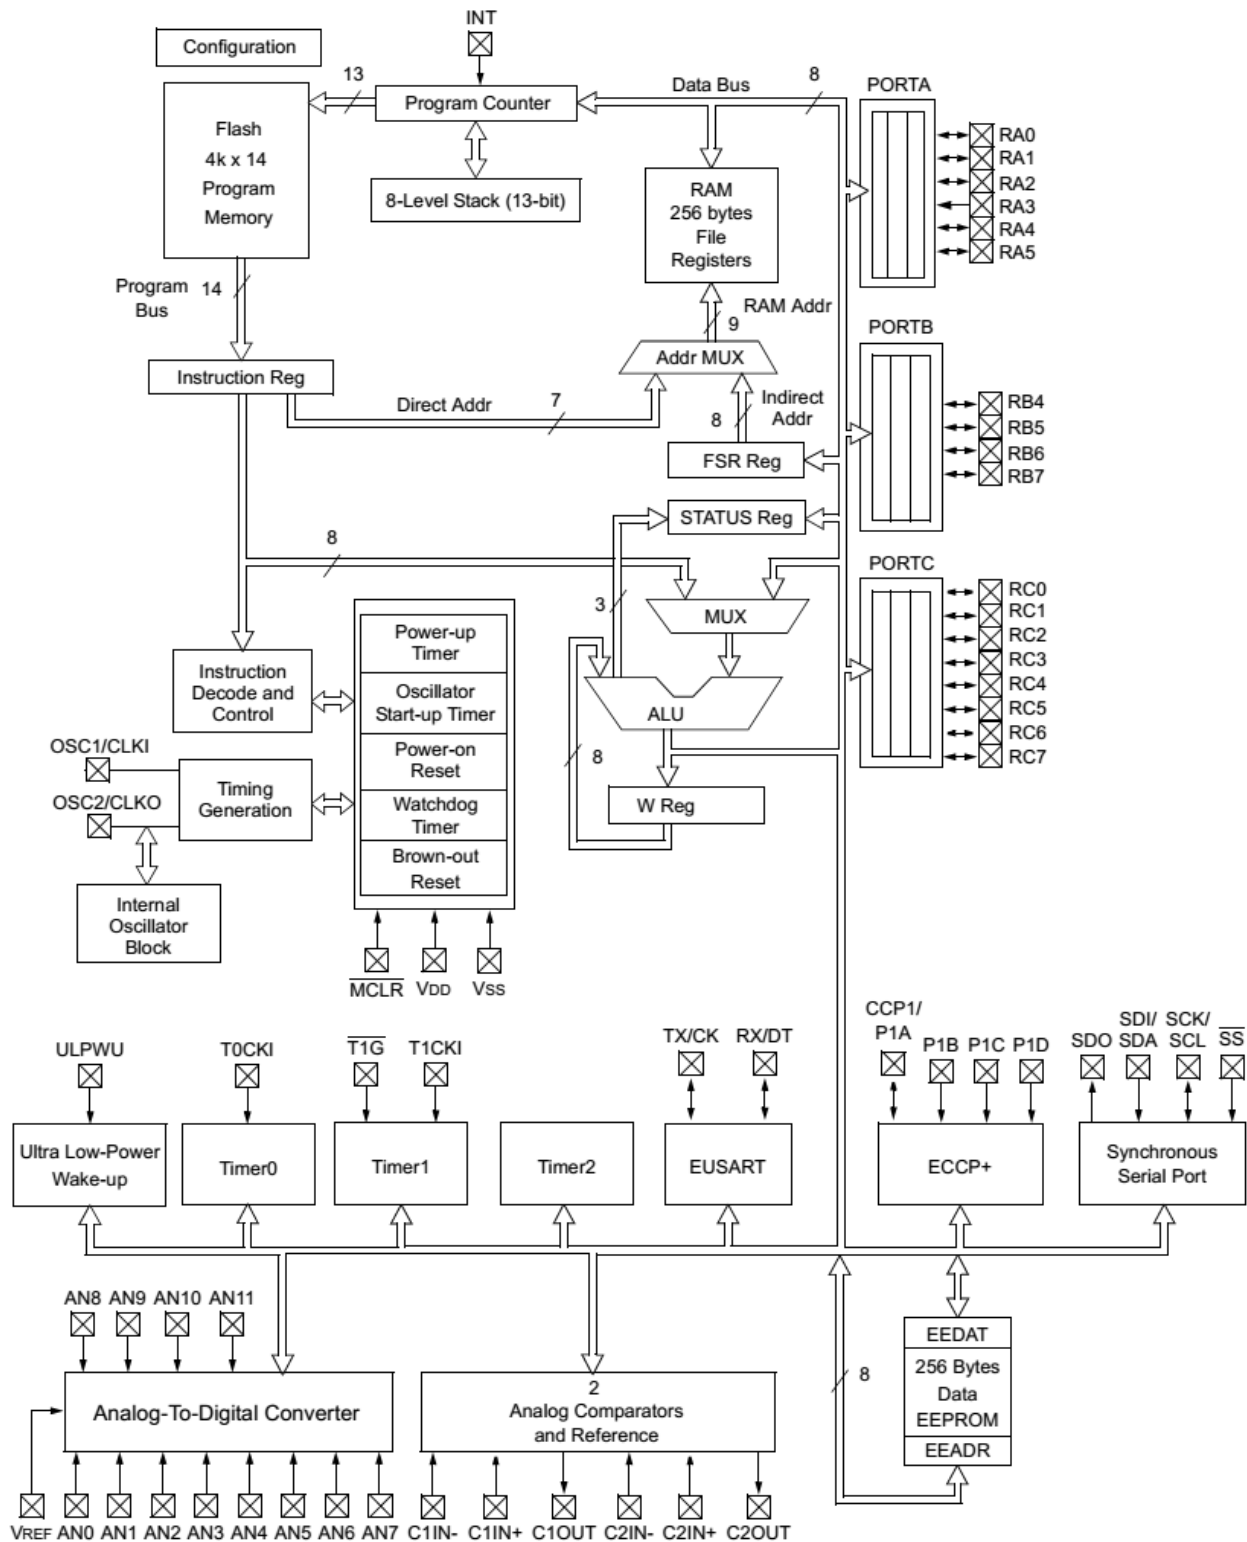 INT
Configuration
13
Data Bus
8
PORTA
Program Counter
Flash
4k x 14
Program
Memory
8-Level Stack (13-bit)
RAM
256 bytes
File
Registers
RA0
RA1
RA2
RA3
RA4
RA5
Program
Bus
14
RAM Addr
9
PORTB
Addr MUX
Instruction Reg
Direct Addr
7
Indirect
Addr
8
FSR Reg
RB4
RB5
RB6
RB7
STATUS Reg
8
PORTC
3
MUX
RC0
RC1
RC2
RC3
RC4
RC5
RC6
RC7
Power-up
Timer
Instruction
Decode and
Control
Oscillator
Start-up Timer
ALU
OSC1/CLKI
Timing
Generation
Power-on
Reset
8
OSC2/CLKO
Watchdog
Timer
W Reg
Brown-out
Reset
Internal
Oscillator
Block
MCLR
VDD
VSS
ULPWU
T0CKI
T1G
T1CKI
TX/CK
RX/DT
CCP1/
P1A
P1B
P1C
P1D
SDO
SDI/
SDA
SCK/
SCL
SS
Ultra Low-Power
Wake-up
Timer0
Timer1
Timer2
EUSART
ECCP+
Synchronous
Serial Port
AN8
AN9
AN10
AN11
EEDAT
256 Bytes
Data
EEPROM
EEADR
8
Analog-To-Digital Converter
2
Analog Comparators
and Reference
VREF
AN0
AN1
AN2
AN3
AN4
AN5
AN6
AN7
C1IN-
C1IN+
C1OUT
C2IN-
C2IN+
C2OUT